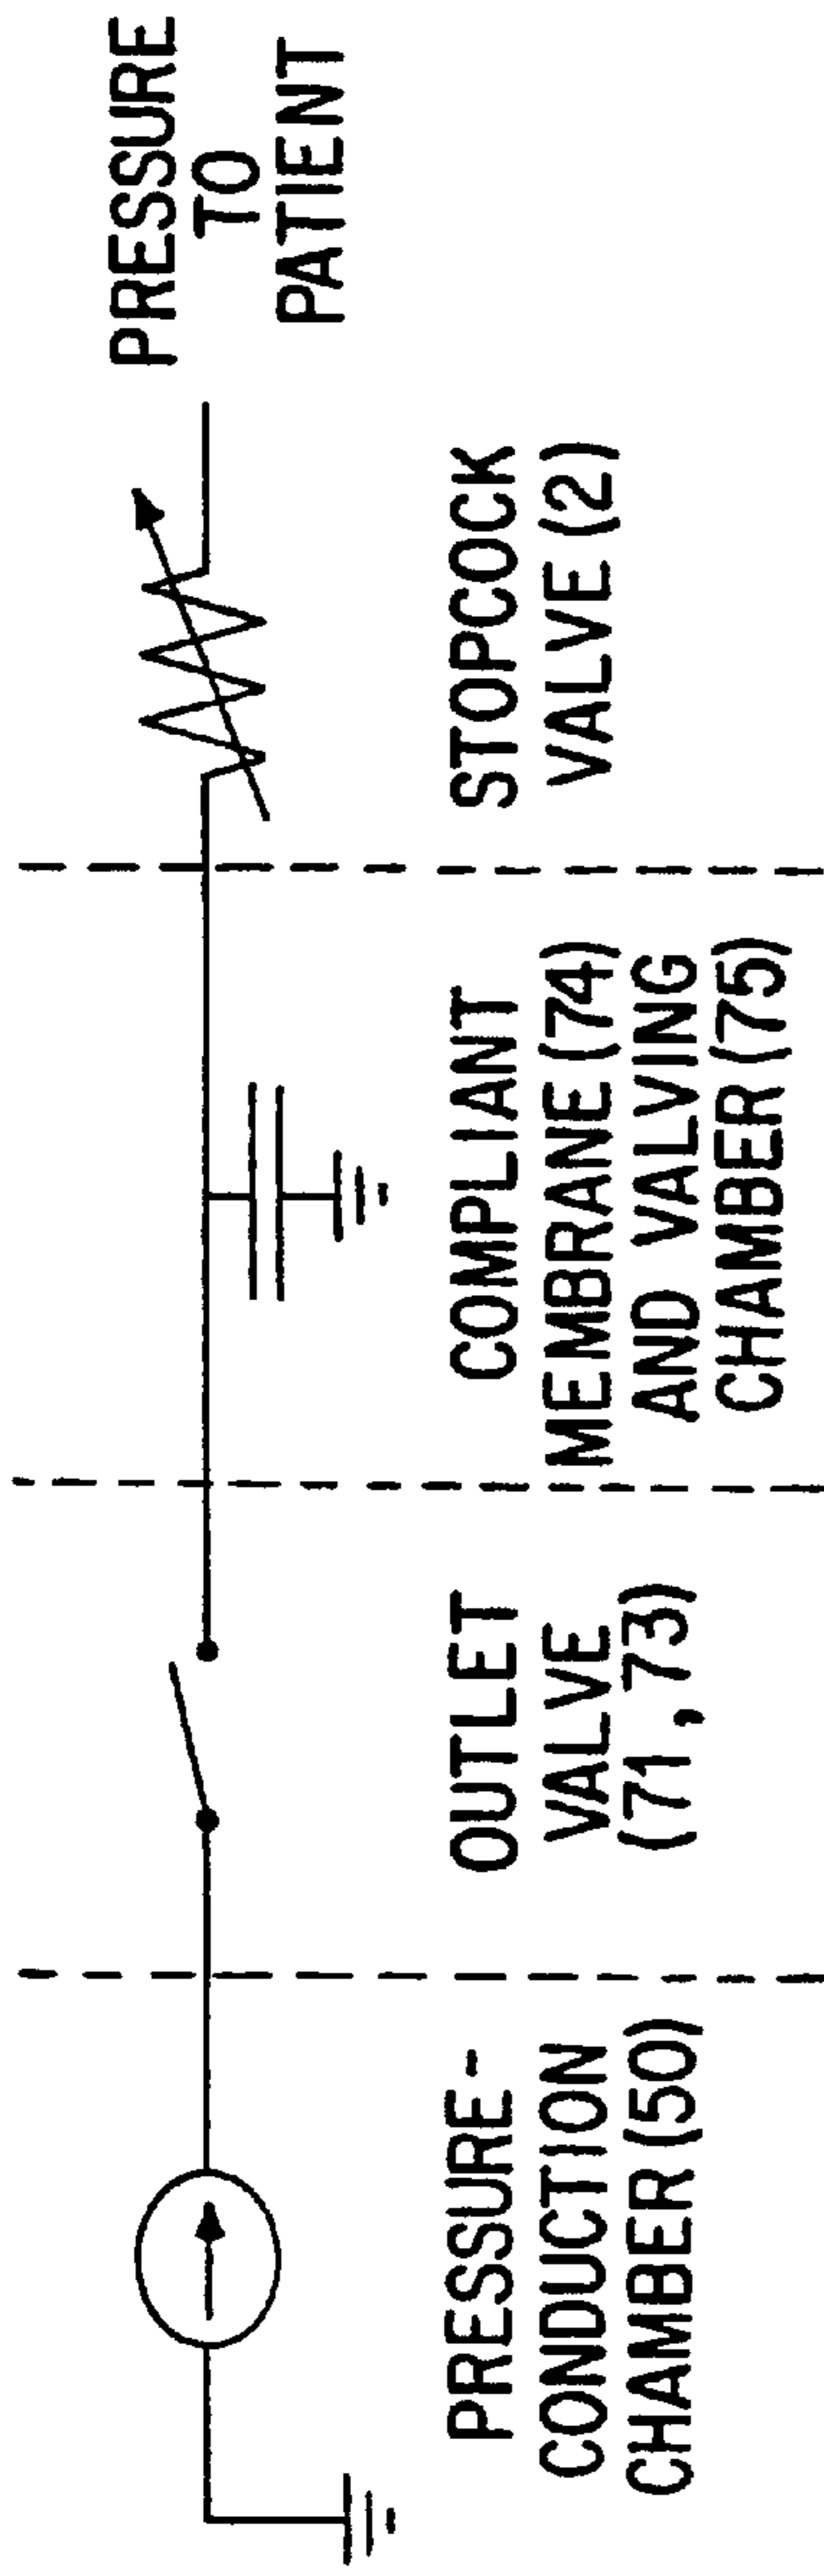 PRESSURE-
CONDUCTION
CHAMBER (50)
OUTLET
VALVE
(71,73)
COMPLIANT
MEMBRANE (74)
AND VALVING
CHAMBER (75)
STOPCOCK
VALVE (2)
PRESSURE
TO
PATIENT